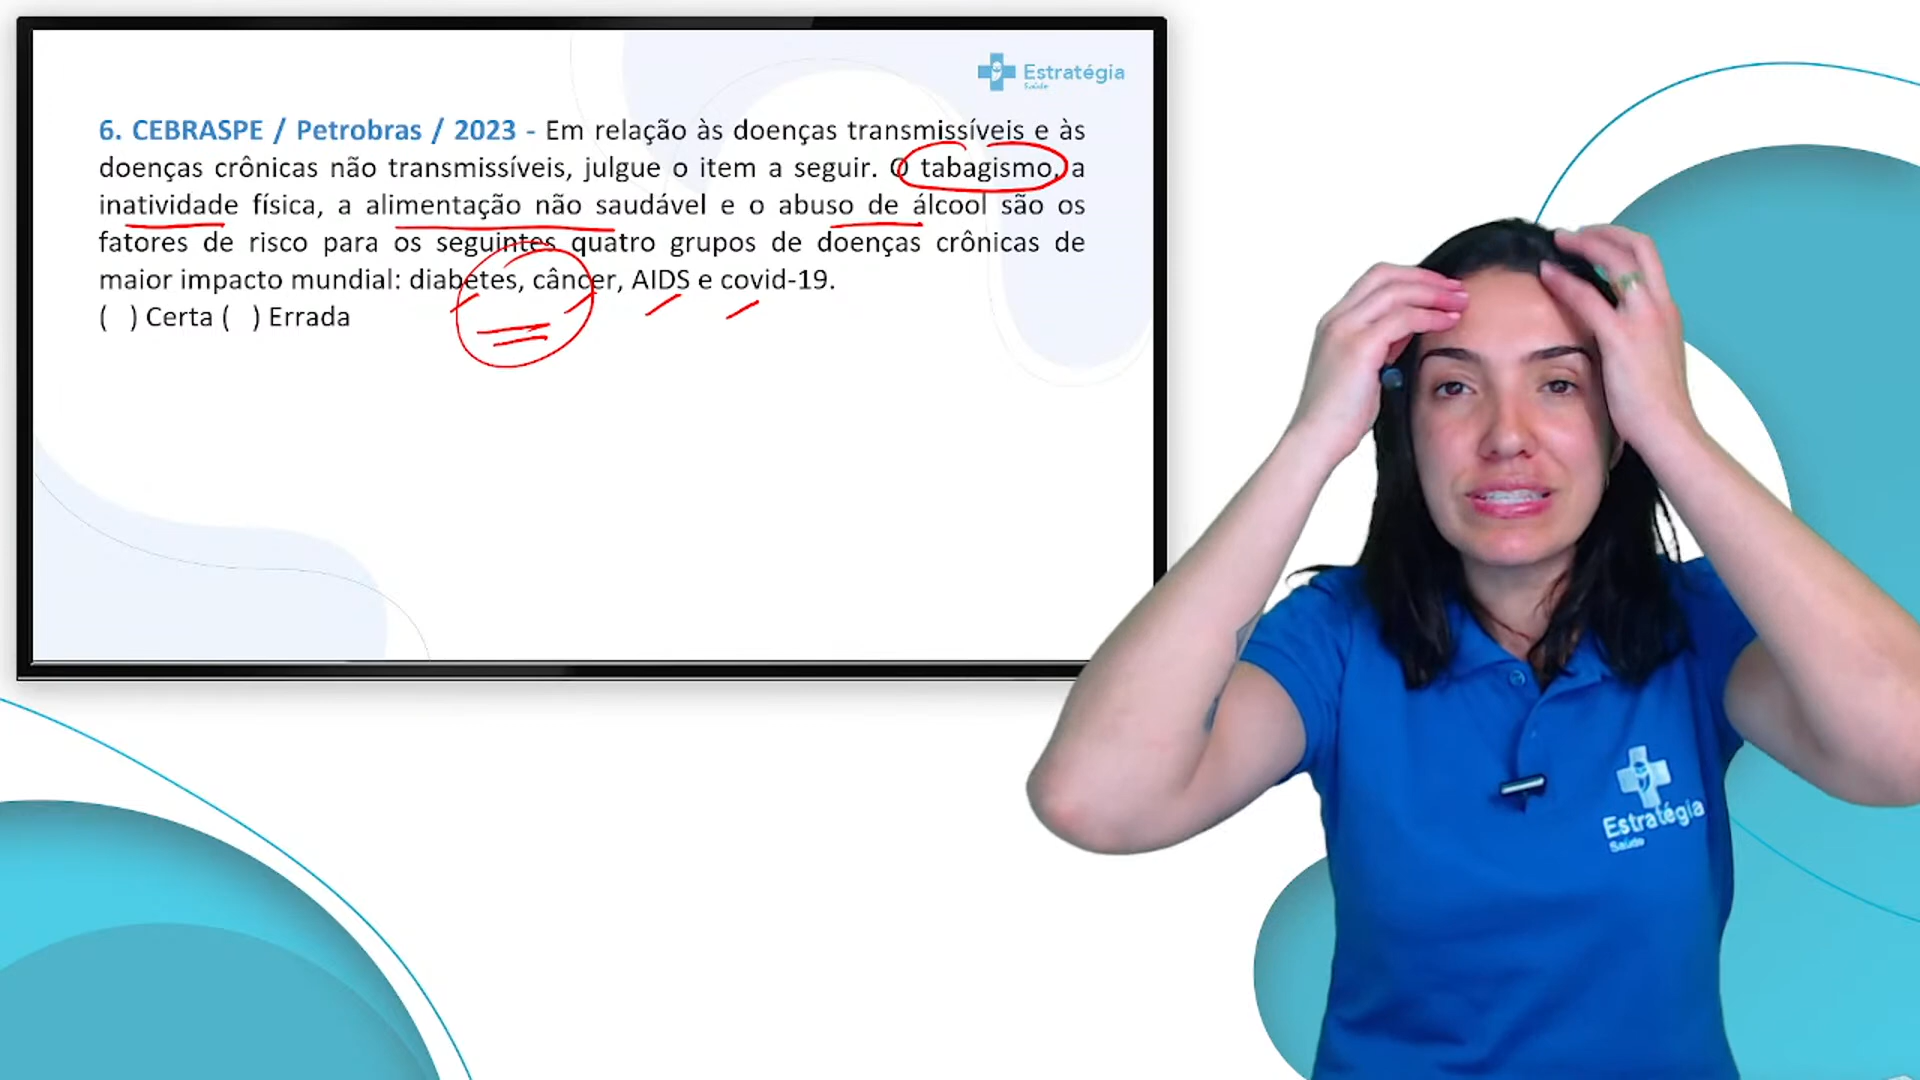 Estratégia
Saúde
6. CEBRASPE / Petrobras / 2023 - Em relação às doenças transmissíveis e às
doenças crônicas não transmissíveis, julgue o item a seguir. O tabagismo, a
inatividade física, a alimentação não saudável e o abuso de álcool são os
fatores de risco para os seguintes quatro grupos de doenças crônicas de
maior impacto mundial: diabetes, câncer, AIDS e covid-19.
( ) Certa ( ) Errada
Estratégia
Saúde